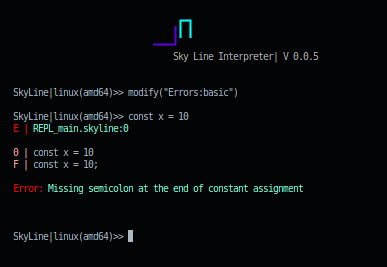 Sky Line Interpreter| V 0.0.5
SkyLine|linux(amd64)>> modify("Errors:basic")
SkyLine|linux(amd64)>> const x = 10
E | REPL_main.skyline:0
0 | const x = 10
F | const x = 10;
Error: Missing semicolon at the end of constant assignment
SkyLine|linux(amd64)>>